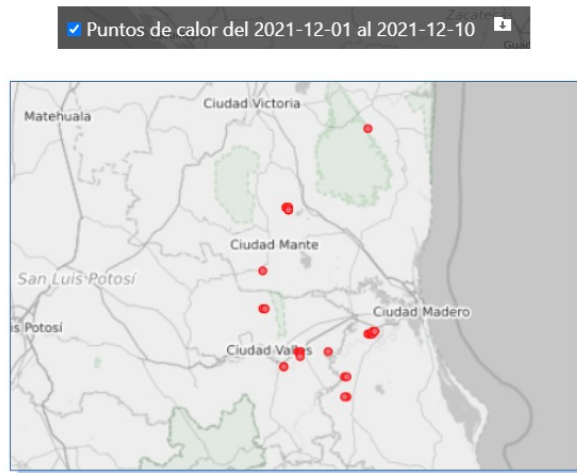 Zacatecas
Puntos de calor del 2021-12-01 al 2021-12-10
Ciudad Victoria
Matehuala
Ciudad Mante
San Luis Potosí
Ciudad Madero
is Potosí
Ciudad Valles